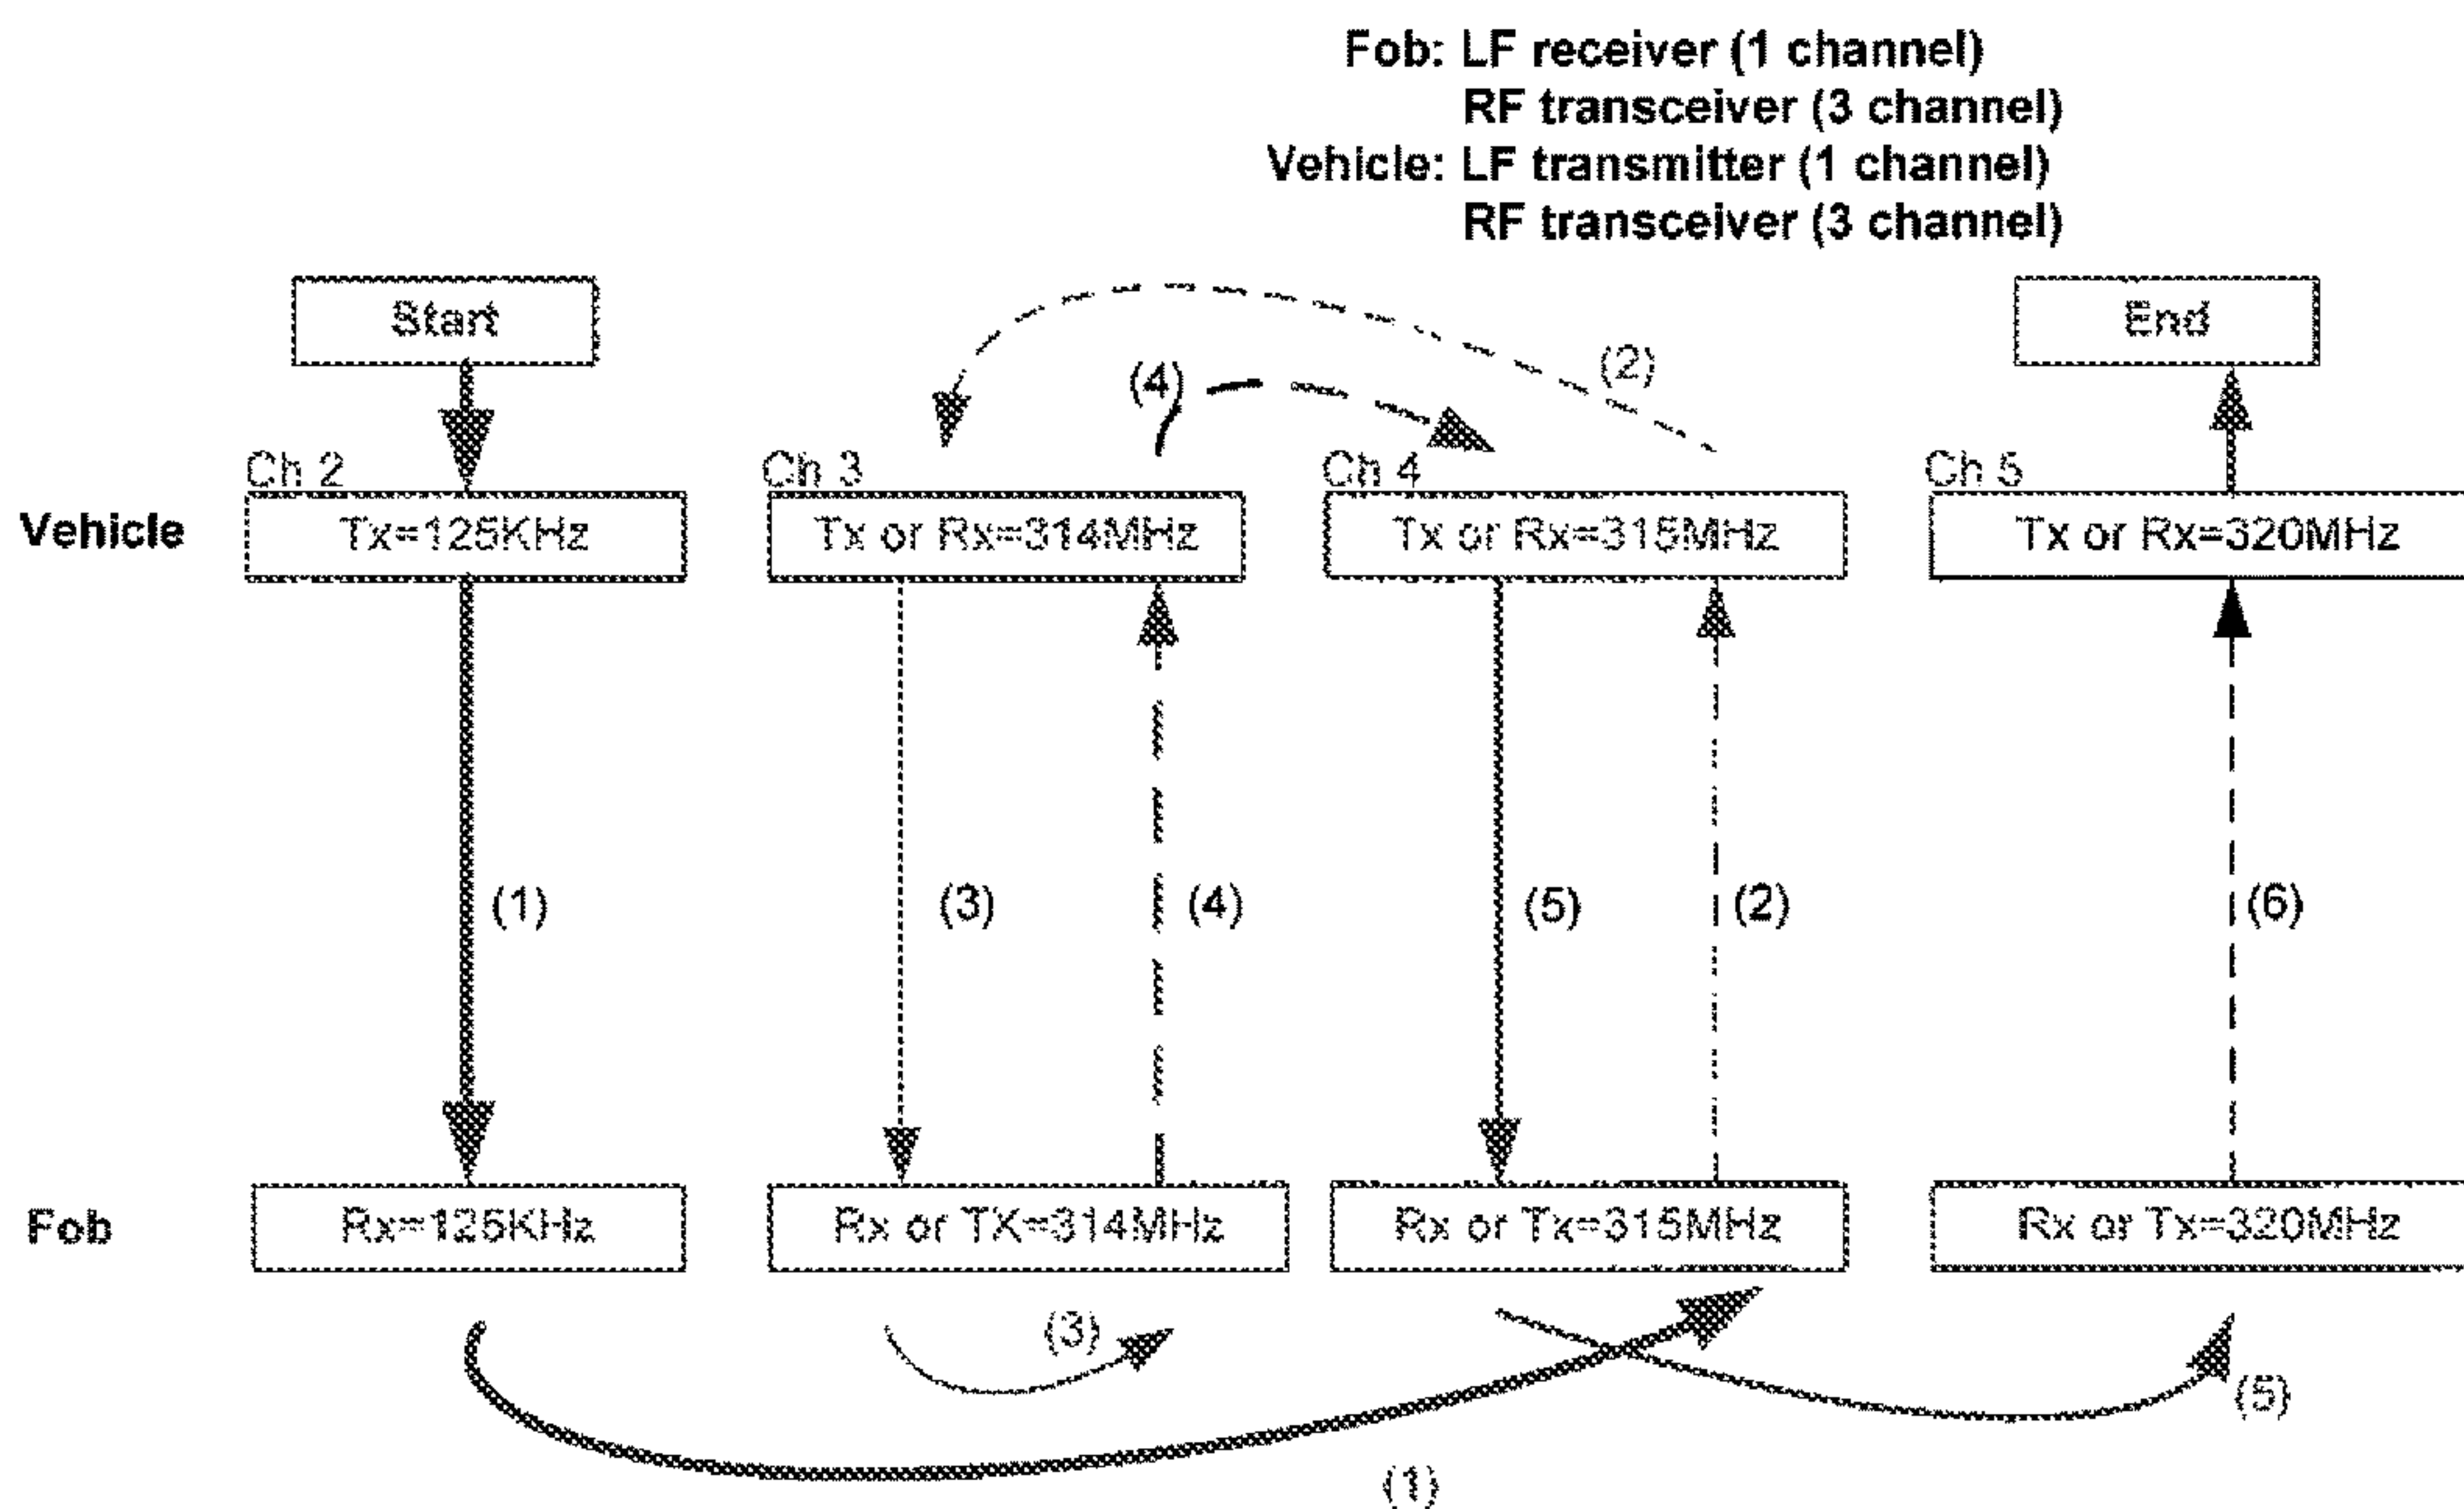 Fob: LF receiver (1 channel)
RF transceiver (3 channel)
Vehicle: LF transmitter (1 channel)
RF transceiver (3 channel)
Start
End
(2)
(4)
Ch 2
Ch 3
Ch 4
Ch 5
Vehicle
Tx=125KHz
Tx or Rx=314MHz
Tx or Rx=315MHz
Tx or Rx=320MHz
(1)
(3)
(4)
(5)
(2)
(6)
Fob
Rx=125KHz
Rx or TX=314MHz
Rx or Tx=315MHz
Rx or Tx=320MHz
(3)
(5)
(1)